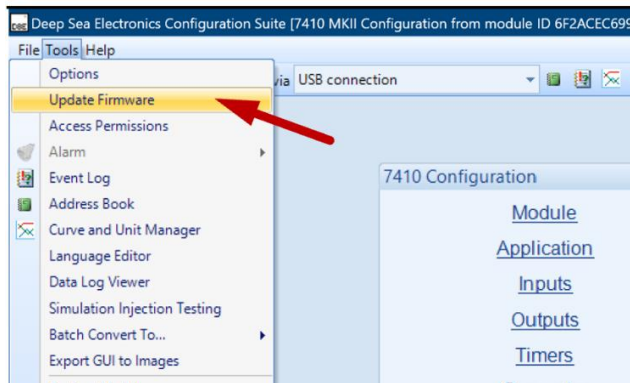 DSE Deep Sea Electronics Configuration Suite [7410 MKII Configuration from module ID 6F2ACEC699
File Tools Help
via USB connection
Options
Update Firmware
Access Permissions
Alarm
Event Log
Address Book
Curve and Unit Manager
Language Editor
Data Log Viewer
Simulation Injection Testing
Batch Convert To...
Export GUI to Images
7410 Configuration
Module
Application
Inputs
Outputs
Timers